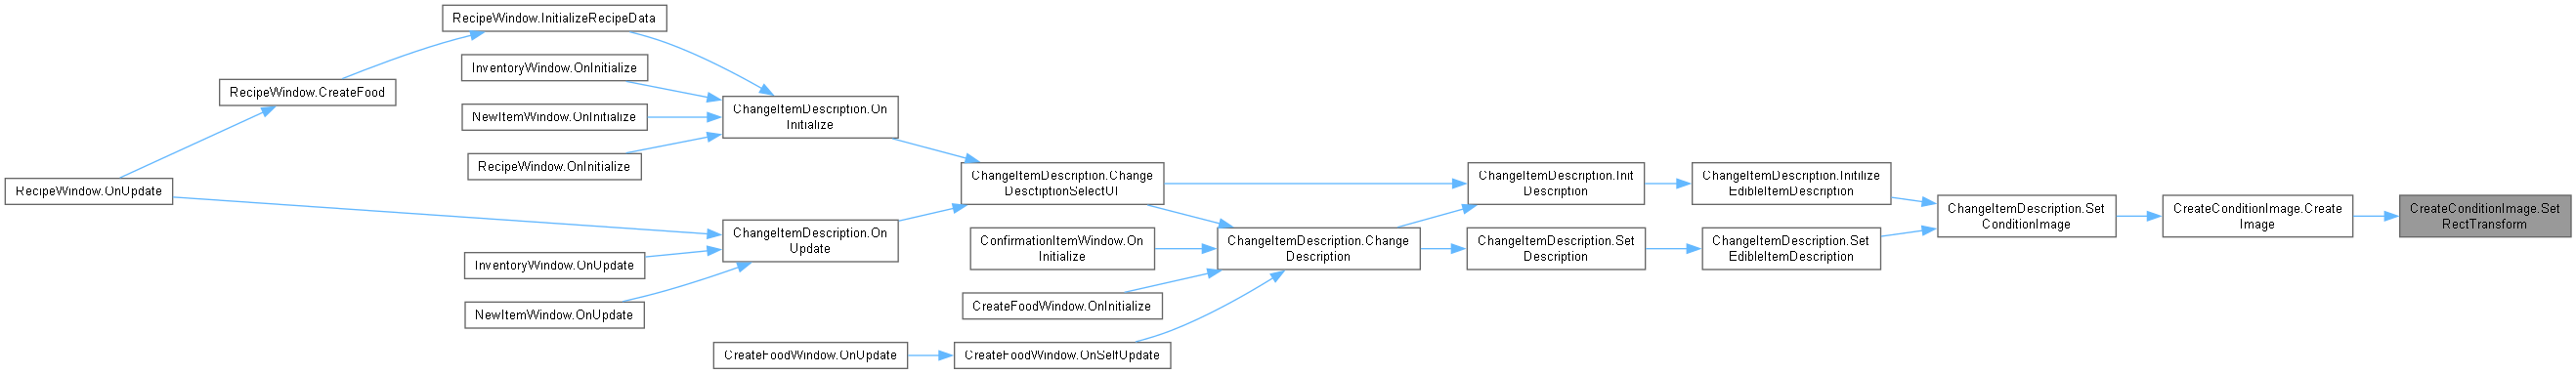 RecipeWindow.InitializeRecipeData
InventoryWindow.OnInitialize
RecipeWindow.CreateFood
ChangeItemDescription.On
Initialize
NewItemWindow.OnInitialize
RecipeWindow.OnInitialize
RecipeWindow.OnUpdate
ChangeItemDescription.Change
DesctiptionSelectUI
ChangeItemDescription.Init
Description
ChangeItemDescription.Initilize
EdibleItemDescription
ChangeItemDescription.Set
ConditionImage
CreateConditionImage.Create
Image
CreateConditionImage.Set
RectTransform
ChangeItemDescription.On
Update
ConfirmationItemWindow.On
Initialize
ChangeItemDescription.Change
Description
ChangeItemDescription.Set
Description
ChangeItemDescription.Set
EdibleItemDescription
InventoryWindow.OnUpdate
CreateFoodWindow.OnInitialize
NewItemWindow.OnUpdate
CreateFoodWindow.OnUpdate
CreateFoodWindow.OnSelfUpdate